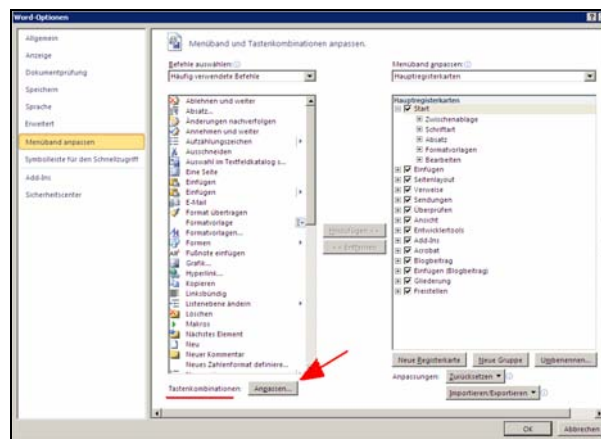 Word-Optionen
Allgemein
Anzeige
Dokumentprüfung
Speichern
Sprache
Erweitert
Menüband anpassen
Symbolleiste für den Schnellzugriff
Add-Ins
Sicherheitscenter
Menüband und Tastenkombinationen anpassen.
Befehle auswählen:
Häufig verwendete Befehle
Ablehnen und weiter
Absatz...
Änderungen nachverfolgen
Annehmen und weiter
Aufzählungszeichen
Ausschneiden
Auswahl im Textfeldkatalog s...
Eine Seite
Einfügen
Einfügen
E-Mail
Format übertragen
Formatvorlage
Formatvorlagen...
Formen
Fußnote einfügen
Grafik...
Hyperlink...
Kopieren
Linksbündig
Listenebene ändern
Löschen
Makros
Nächstes Element
Neu
Neuer Kommentar
Neues Zahlenformat definiere...
Tastenkombinationen: Anpassen...
Hinzufügen >>
<< Entfernen
Menüband anpassen:
Hauptregisterkarten
Hauptregisterkarten
Start
Zwischenablage
Schriftart
Absatz
Formatvorlagen
Bearbeiten
Einfügen
Seitenlayout
Verweise
Sendungen
Überprüfen
Ansicht
Entwicklertools
Add-Ins
Acrobat
Blogbeitrag
Einfügen (Blogbeitrag)
Gliederung
Freistellen
Neue Registerkarte Neue Gruppe Umbenennen...
Anpassungen: Zurücksetzen
Importieren/Exportieren
OK Abbrechen